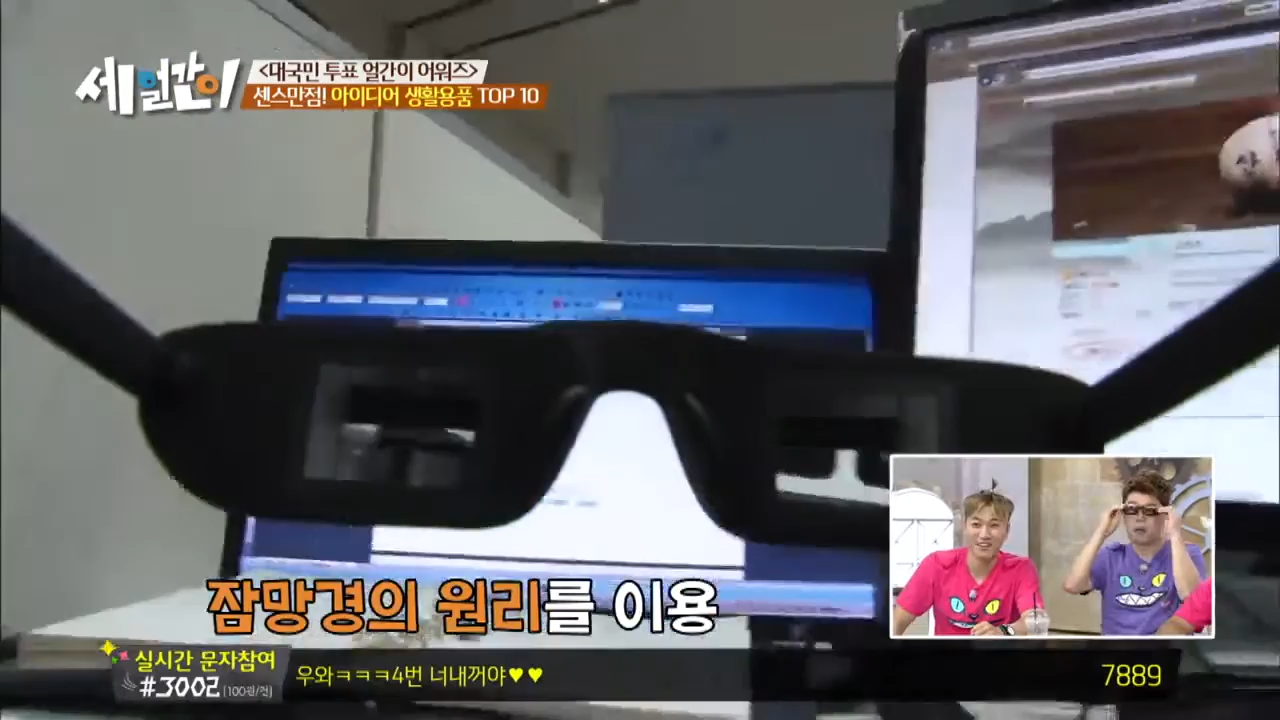 세얼간이
<대국민 투표 얼간이 어워즈>
센스만점! 아이디어 생활용품 TOP 10
잠망경의 원리를 이용
실시간 문자참여
#3002 (100원/건)
우와ㅋㅋㅋ4번 너내꺼야♥♥
7889